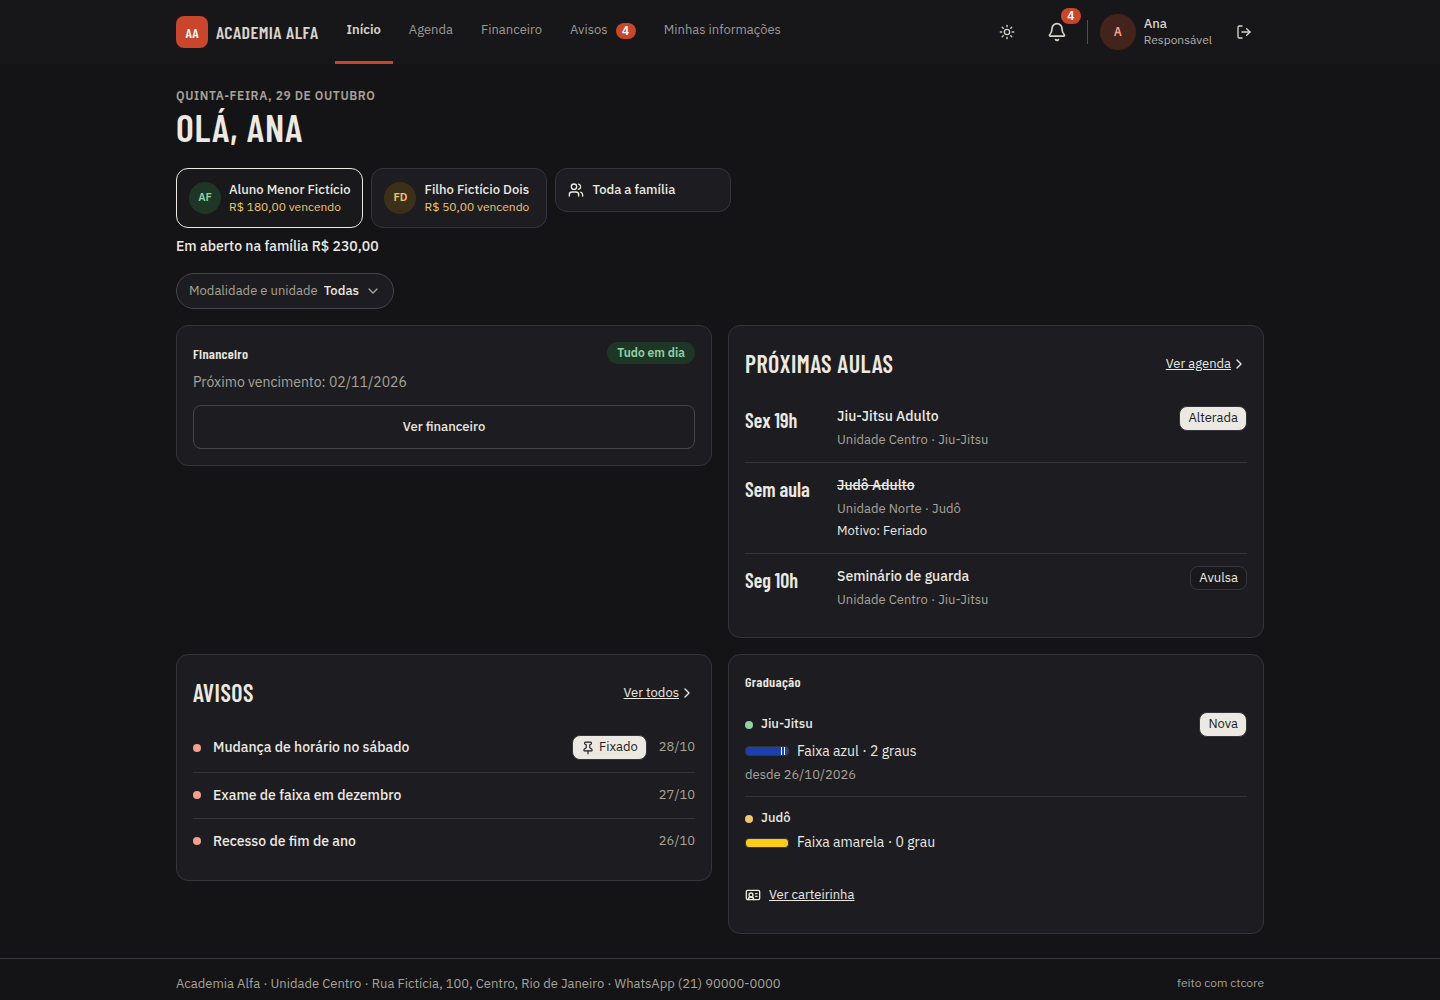 AA ACADEMIA ALFA Início Agenda Financeiro Avisos 4 Minhas informações 4 A Ana
Responsável
QUINTA-FEIRA, 29 DE OUTUBRO
OLÁ, ANA
AF Aluno Menor Fictício
R$ 180,00 vencendo
FD Filho Fictício Dois
R$ 50,00 vencendo
Toda a família
Em aberto na família R$ 230,00
Modalidade e unidade Todas
Financeiro Tudo em dia
Próximo vencimento: 02/11/2026
Ver financeiro
PRÓXIMAS AULAS Ver agenda
Sex 19h Jiu-Jitsu Adulto Alterada
Unidade Centro · Jiu-Jitsu
Sem aula Judô Adulto
Unidade Norte · Judô
Motivo: Feriado
Seg 10h Seminário de guarda Avulsa
Unidade Centro · Jiu-Jitsu
AVISOS Ver todos
Mudança de horário no sábado Fixado 28/10
Exame de faixa em dezembro 27/10
Recesso de fim de ano 26/10
Graduação
Jiu-Jitsu Nova
Faixa azul · 2 graus
desde 26/10/2026
Judô
Faixa amarela · 0 grau
Ver carteirinha
Academia Alfa · Unidade Centro · Rua Fictícia, 100, Centro, Rio de Janeiro · WhatsApp (21) 90000-0000 feito com ctcore